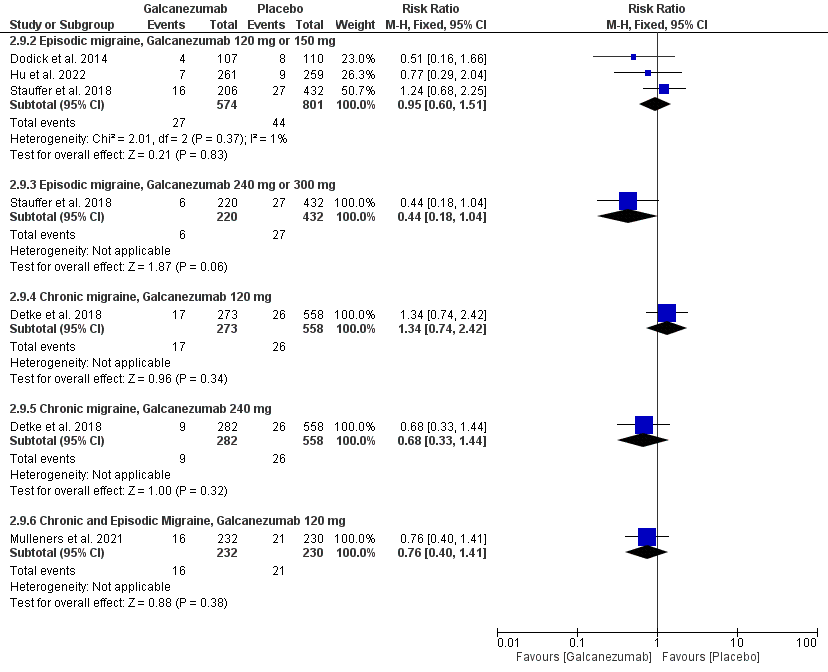 Galcanezumab Placebo Risk Ratio Risk Ratio
Study or Subgroup Events Total Events Total Weight M-H, Fixed, 95% CI M-H, Fixed, 95% CI
2.9.2 Episodic migraine, Galcanezumab 120 mg or 150 mg
Dodick et al. 2014 4 107 8 110 23.0% 0.51 [0.16, 1.66]
Hu et al. 2022 7 261 9 259 26.3% 0.77 [0.29, 2.04]
Stauffer et al. 2018 16 206 27 432 50.7% 1.24 [0.68, 2.25]
Subtotal (95% CI) 574 801 100.0% 0.95 [0.60, 1.51]
Total events 27 44
Heterogeneity: Chi² = 2.01, df = 2 (P = 0.37); I² = 1%
Test for overall effect: Z = 0.21 (P = 0.83)
2.9.3 Episodic migraine, Galcanezumab 240 mg or 300 mg
Stauffer et al. 2018 6 220 27 432 100.0% 0.44 [0.18, 1.04]
Subtotal (95% CI) 220 432 100.0% 0.44 [0.18, 1.04]
Total events 6 27
Heterogeneity: Not applicable
Test for overall effect: Z = 1.87 (P = 0.06)
2.9.4 Chronic migraine, Galcanezumab 120 mg
Detke et al. 2018 17 273 26 558 100.0% 1.34 [0.74, 2.42]
Subtotal (95% CI) 273 558 100.0% 1.34 [0.74, 2.42]
Total events 17 26
Heterogeneity: Not applicable
Test for overall effect: Z = 0.96 (P = 0.34)
2.9.5 Chronic migraine, Galcanezumab 240 mg
Detke et al. 2018 9 282 26 558 100.0% 0.68 [0.33, 1.44]
Subtotal (95% CI) 282 558 100.0% 0.68 [0.33, 1.44]
Total events 9 26
Heterogeneity: Not applicable
Test for overall effect: Z = 1.00 (P = 0.32)
2.9.6 Chronic and Episodic Migraine, Galcanezumab 120 mg
Mulleners et al. 2021 16 232 21 230 100.0% 0.76 [0.40, 1.41]
Subtotal (95% CI) 232 230 100.0% 0.76 [0.40, 1.41]
Total events 16 21
Heterogeneity: Not applicable
Test for overall effect: Z = 0.88 (P = 0.38)
0.01 0.1 1 10 100
Favours [Galcanezumab] Favours [Placebo]